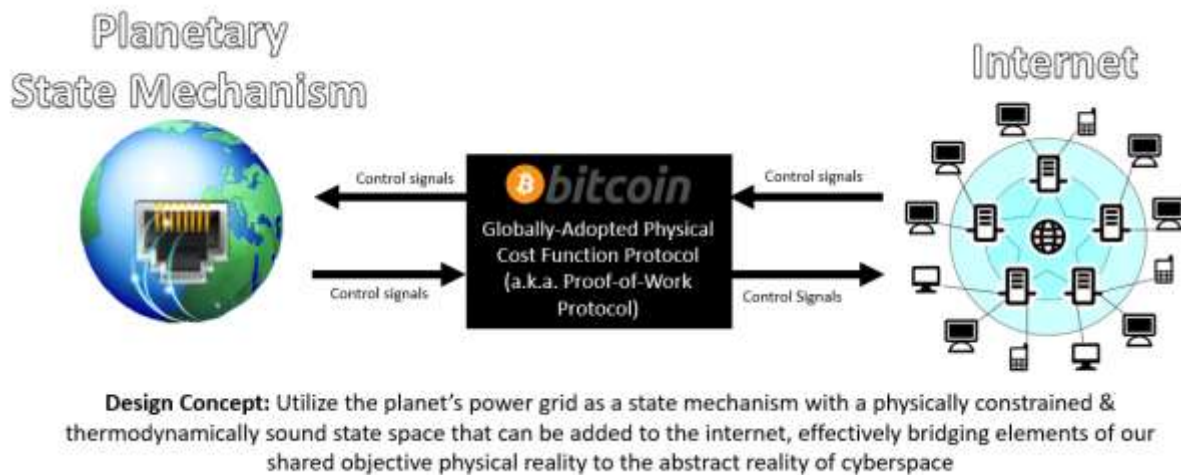 Planetary
State Mechanism
Internet
Control signals
Control signals
bitcoin
Globally-Adopted Physical
Cost Function Protocol
(a.k.a. Proof-of-Work
Protocol)
Control signals
Control Signals
Design Concept: Utilize the planet's power grid as a state mechanism with a physically constrained &
thermodynamically sound state space that can be added to the internet, effectively bridging elements of our
shared objective physical reality to the abstract reality of cyberspace